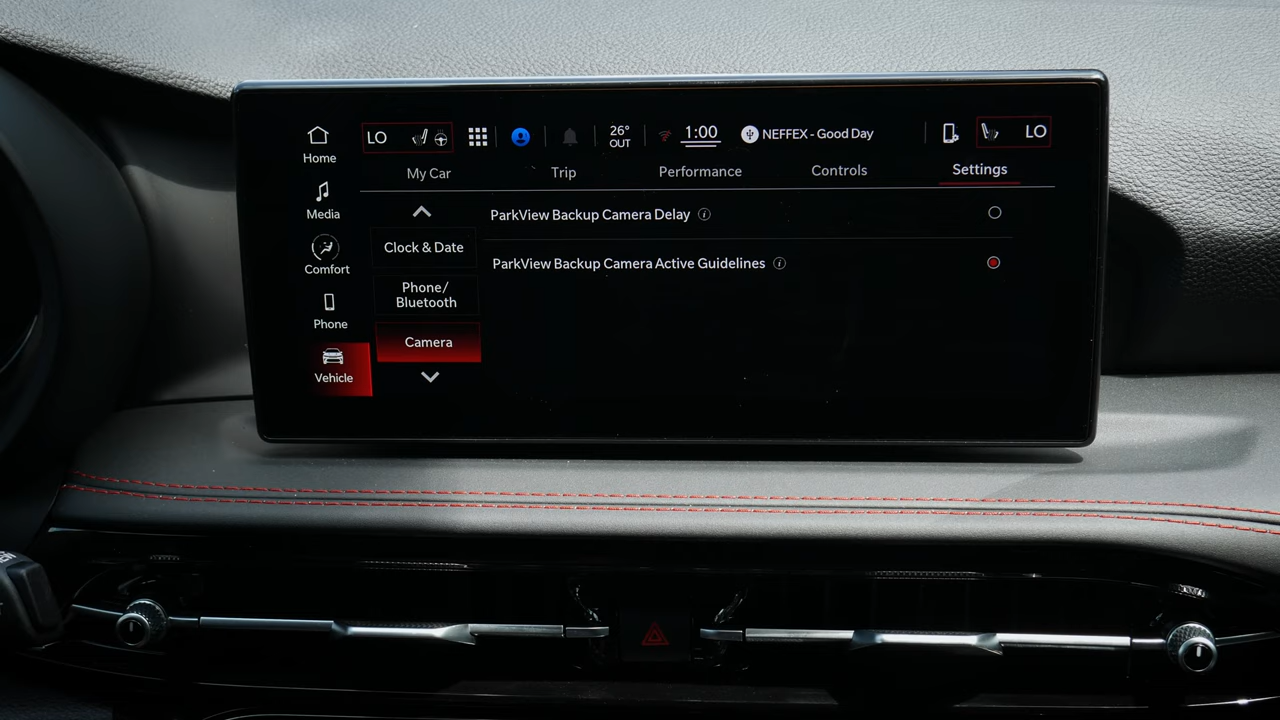 Home
Media
Comfort
Phone
Vehicle
LO
26°
OUT
1:00
NEFFEX - Good Day
LO
My Car
Trip
Performance
Controls
Settings
Clock & Date
Phone/
Bluetooth
Camera
ParkView Backup Camera Delay
ParkView Backup Camera Active Guidelines